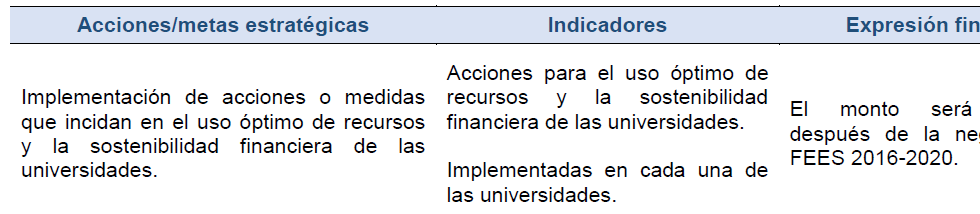 Acciones/metas estratégicas
Indicadores
Expresión fin
Implementación de acciones o medidas
que incidan en el uso óptimo de recursos
y la sostenibilidad financiera de las
universidades.
Acciones para el uso óptimo de
recursos y la sostenibilidad
financiera de las universidades.
Implementadas en cada una de
las universidades.
El monto será
después de la neg
FEES 2016-2020.